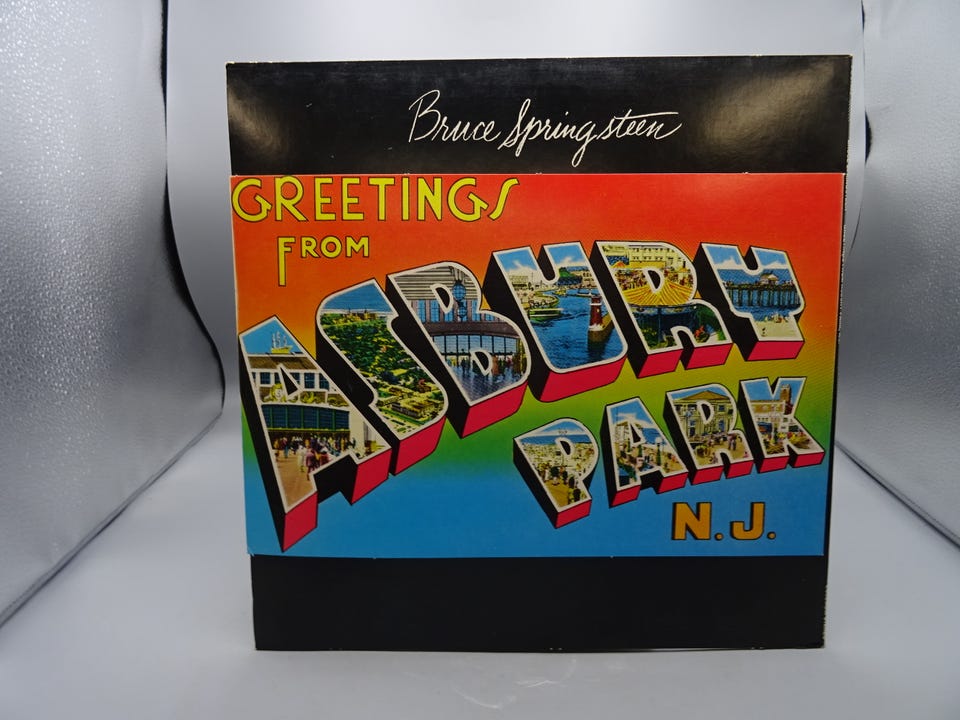 Bruce Springsteen
GREETINGS
FROM
ASBURY
PARK
N.J.